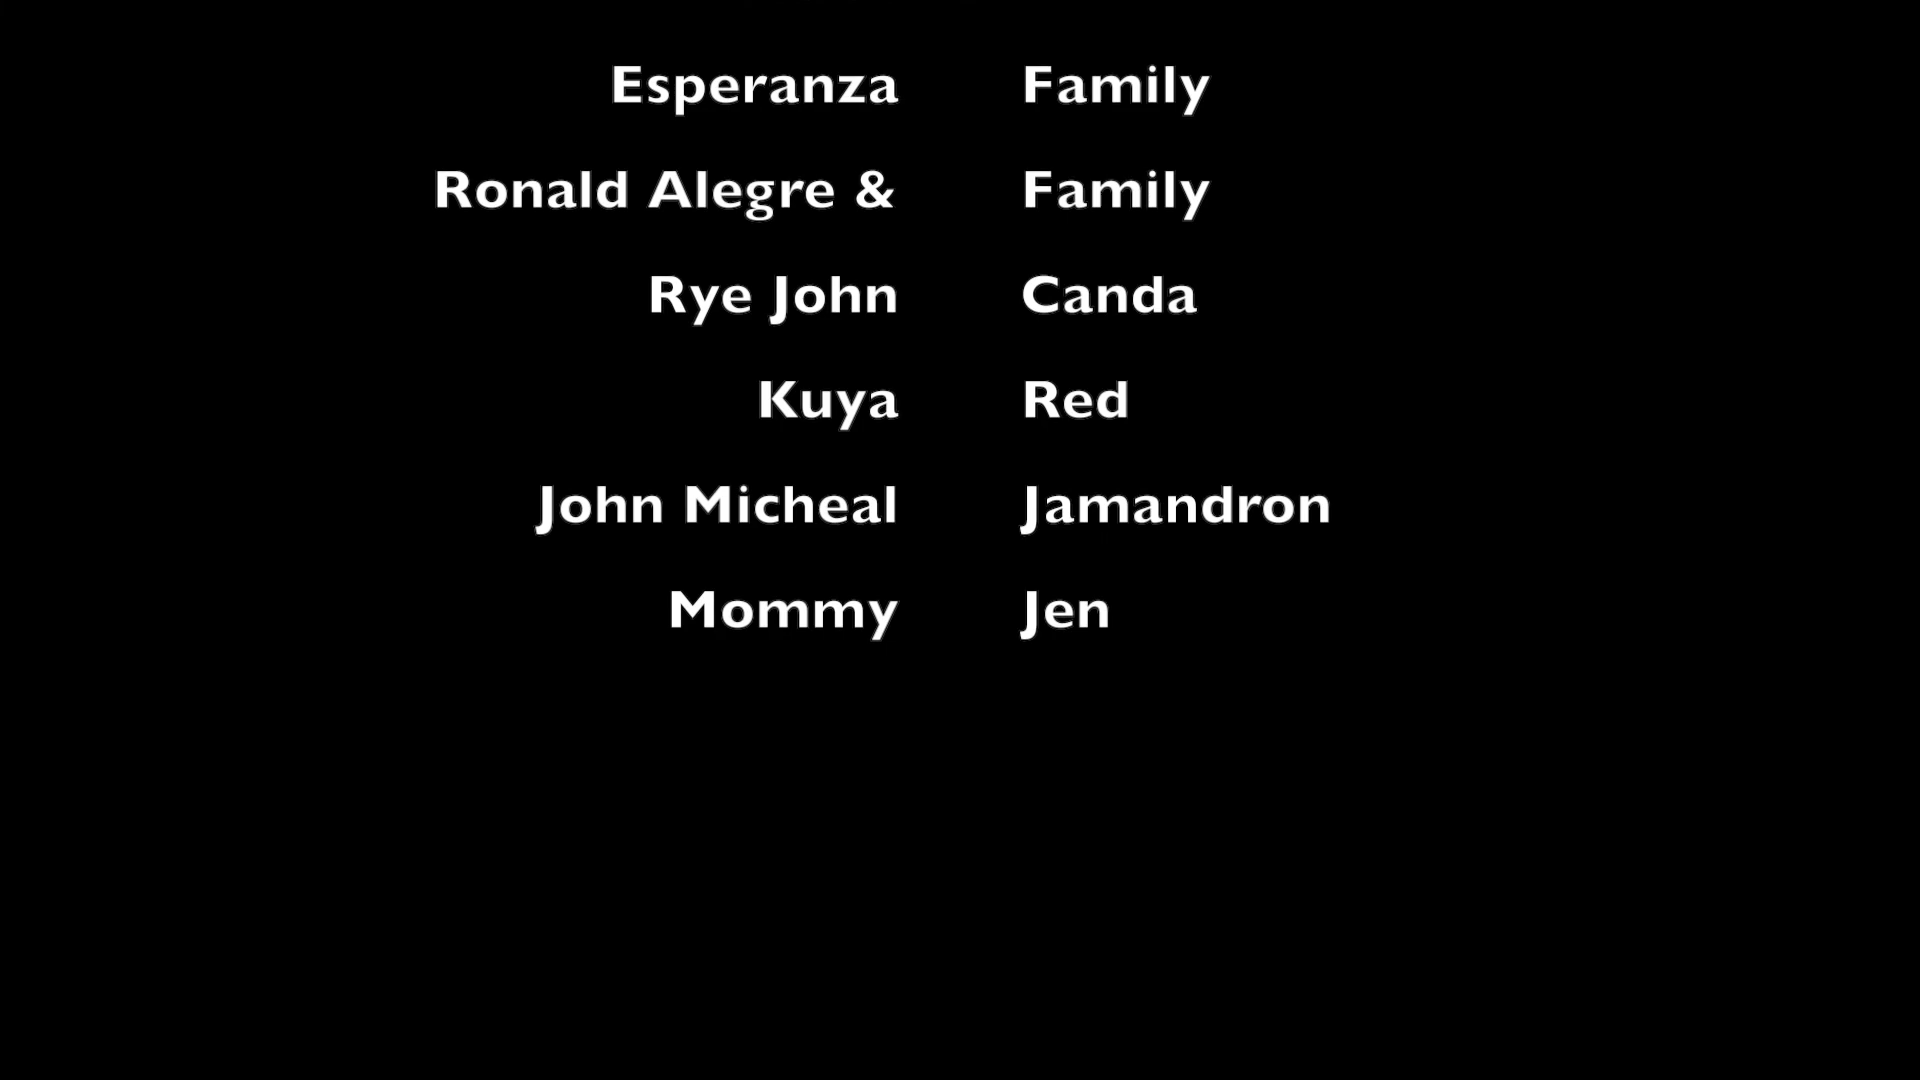 Esperanza Family
Ronald Alegre & Family
Rye John Canda
Kuya Red
John Micheal Jamandron
Mommy Jen